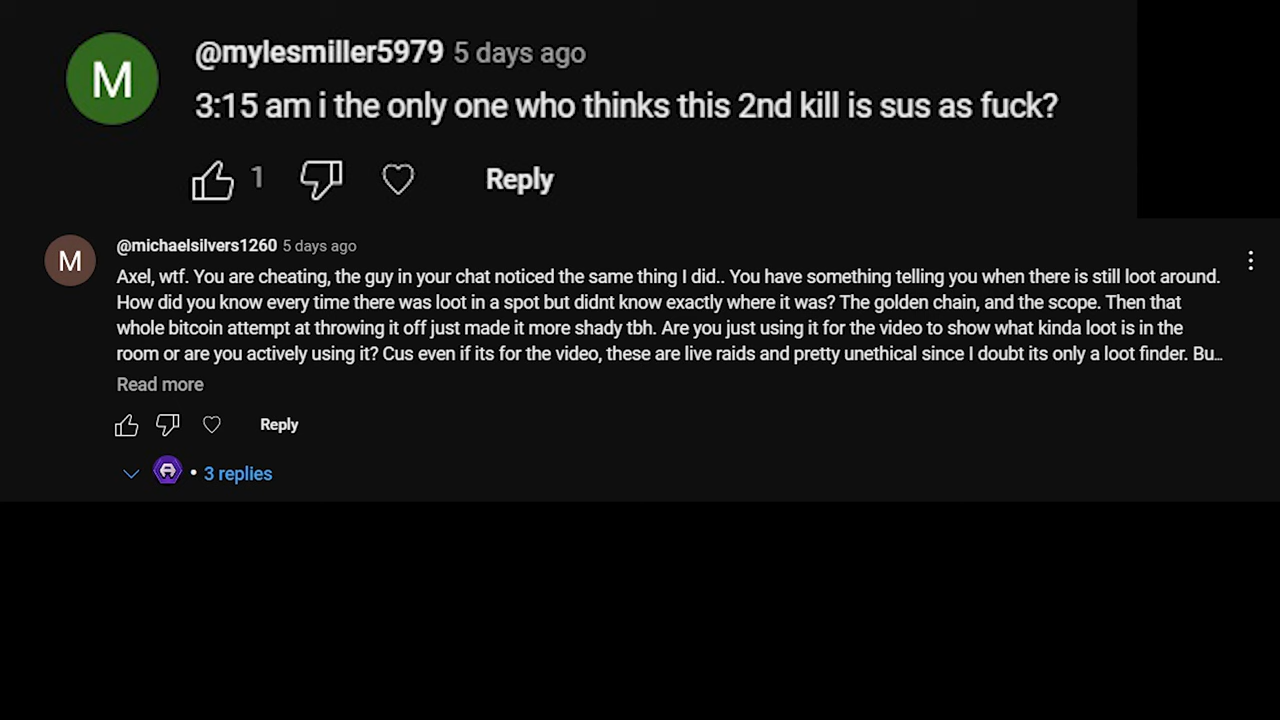 M
@mylesmiller5979 5 days ago
3:15 am i the only one who thinks this 2nd kill is sus as fuck?
1 Reply
M
@michaelsilvers1260 5 days ago
Axel, wtf. You are cheating, the guy in your chat noticed the same thing I did.. You have something telling you when there is still loot around.
How did you know every time there was loot in a spot but didnt know exactly where it was? The golden chain, and the scope. Then that
whole bitcoin attempt at throwing it off just made it more shady tbh. Are you just using it for the video to show what kinda loot is in the
room or are you actively using it? Cus even if its for the video, these are live raids and pretty unethical since I doubt its only a loot finder. Bu...
Read more
Reply
• 3 replies